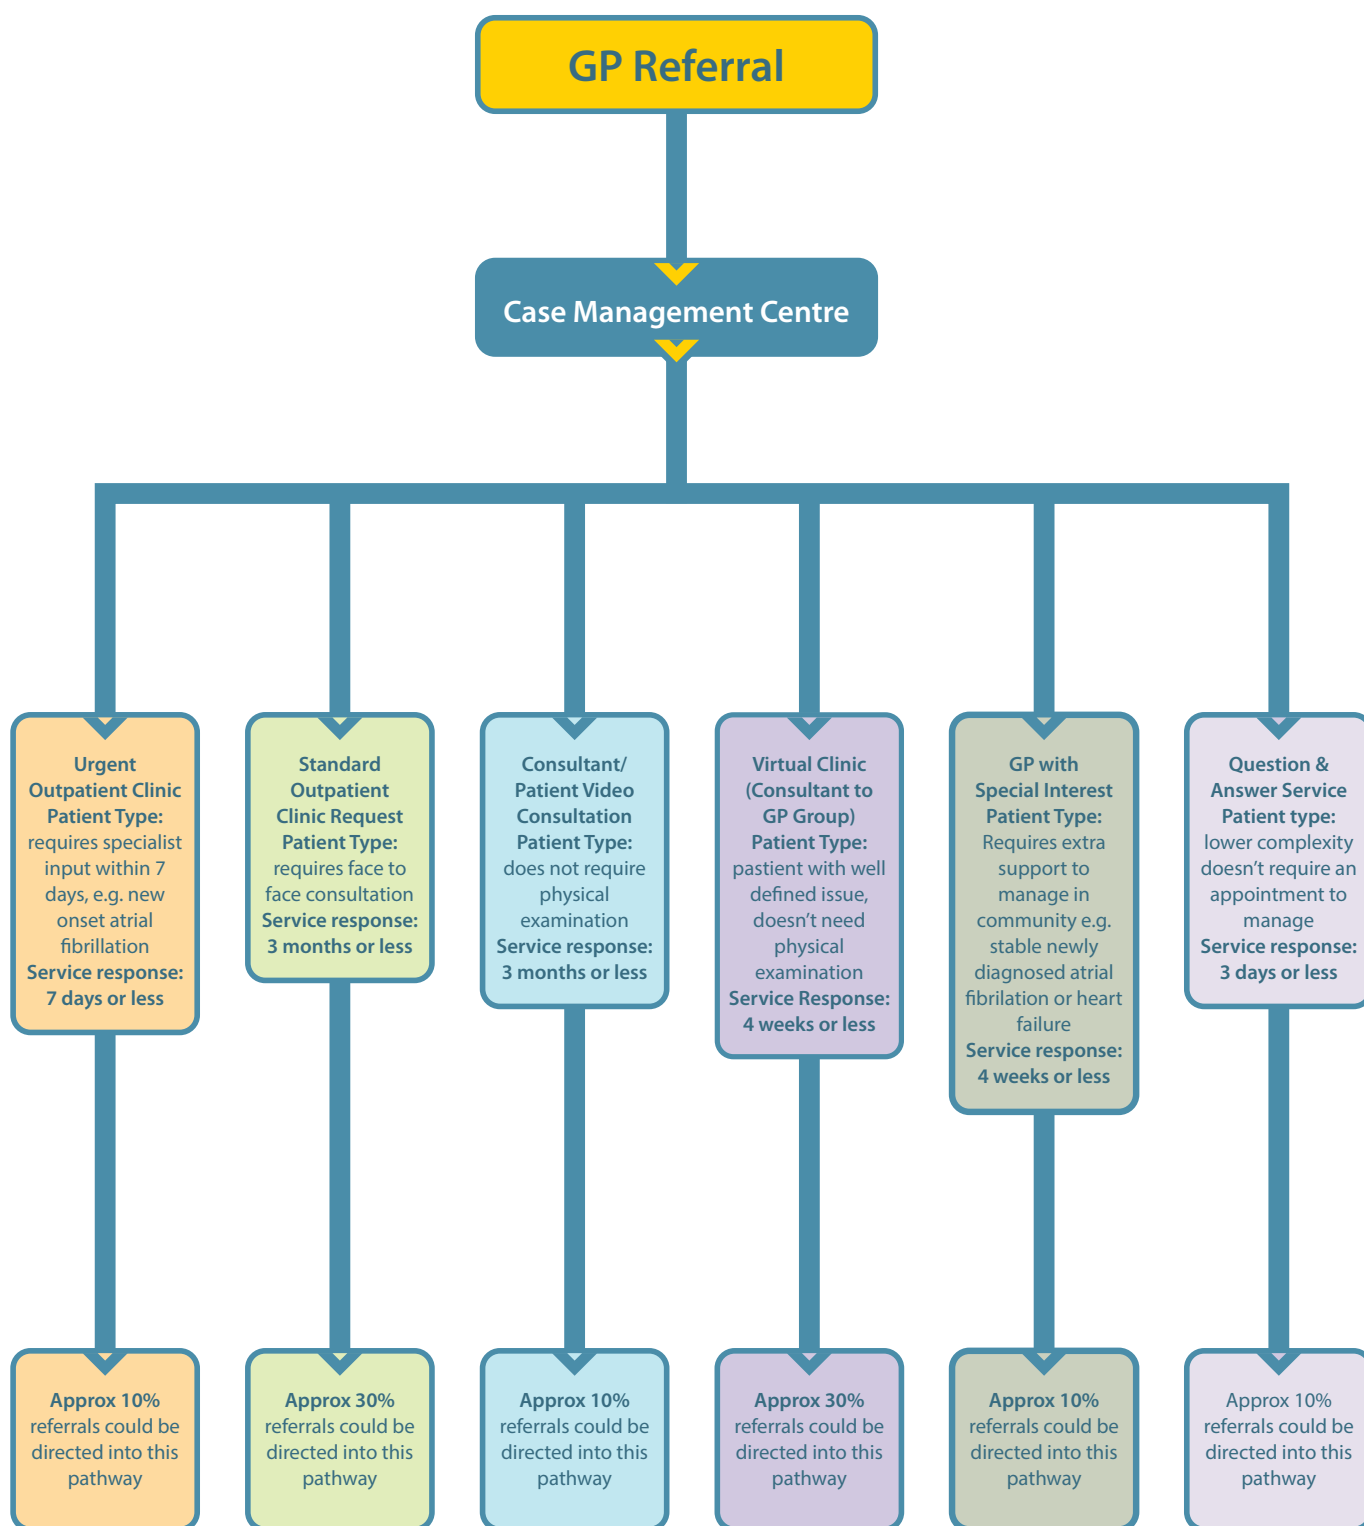 GP Referral
Case Management Centre
Urgent
Outpatient Clinic
Patient Type:
requires specialist
input within 7
days, e.g. new
onset atrial
fibrillation
Service response:
7 days or less
Standard
Outpatient
Clinic Request
Patient Type:
requires face to
face consultation
Service response:
3 months or less
Consultant/
Patient Video
Consultation
Patient Type:
does not require
physical
examination
Service response:
3 months or less
Virtual Clinic
(Consultant to
GP Group)
Patient Type:
pastient with well
defined issue,
doesn't need
physical
examination
Service Response:
4 weeks or less
GP with
Special Interest
Patient Type:
Requires extra
support to
manage in
community e.g.
stable newly
diagnosed atrial
fibrilation or heart
failure
Service response:
4 weeks or less
Question &
Answer Service
Patient type:
lower complexity
doesn't require an
appointment to
manage
Service response:
3 days or less
Approx 10%
referrals could be
directed into this
pathway
Approx 30%
referrals could be
directed into this
pathway
Approx 10%
referrals could be
directed into this
pathway
Approx 30%
referrals could be
directed into this
pathway
Approx 10%
referrals could be
directed into this
pathway
Approx 10%
referrals could be
directed into this
pathway